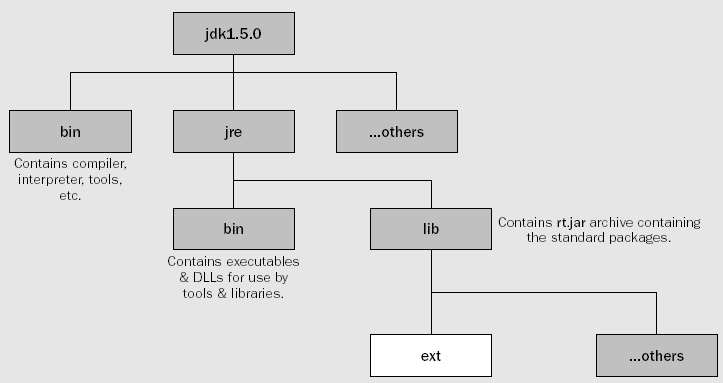 jdk1.5.0
bin
jre
...others
Contains compiler,
interpreter, tools,
etc.
bin
lib
Contains rt.jar archive containing
the standard packages.
Contains executables
& DLLs for use by
tools & libraries.
ext
...others